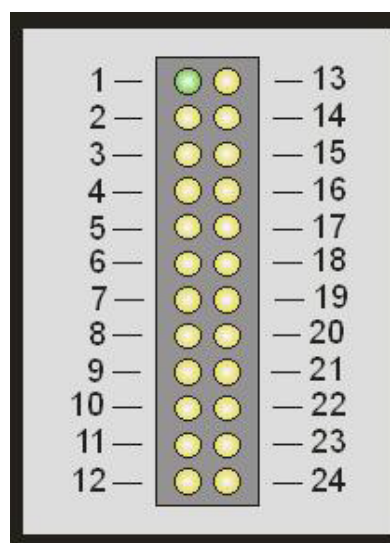 1 — — 13
2 — — 14
3 — — 15
4 — — 16
5 — — 17
6 — — 18
7 — — 19
8 — — 20
9 — — 21
10 — — 22
11 — — 23
12 — — 24